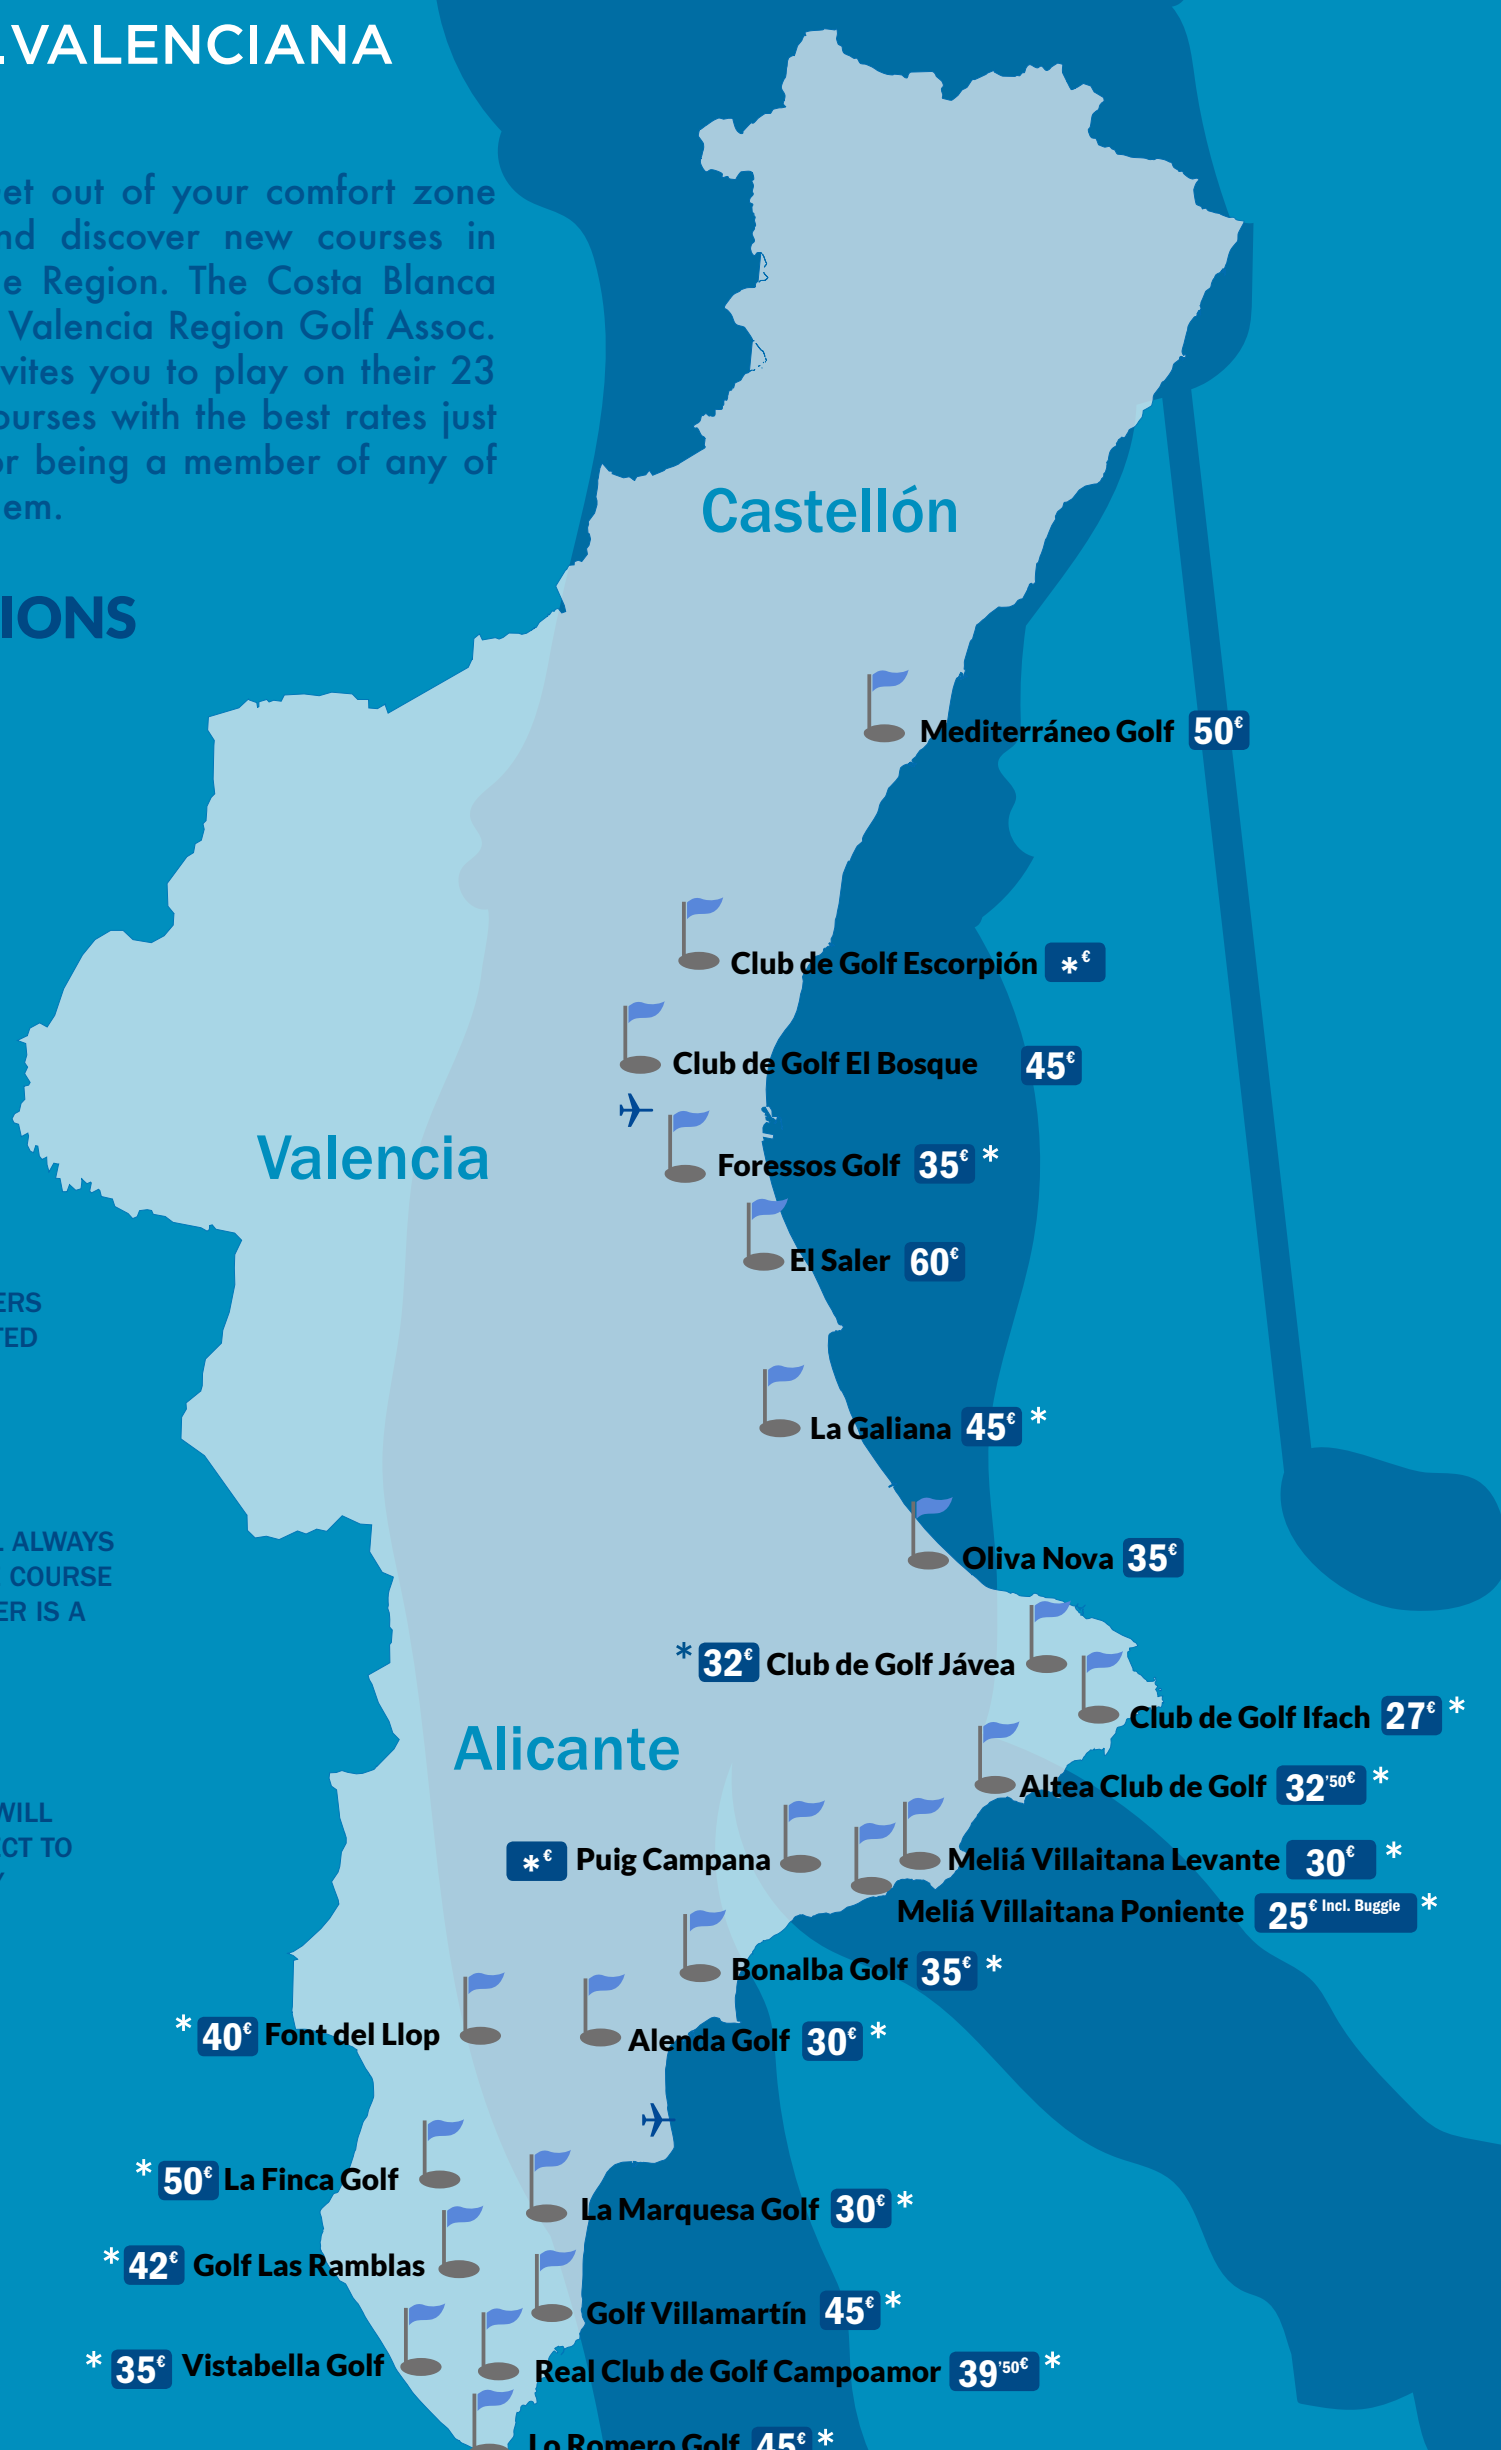 .VALENCIANA
et out of your comfort zone
nd discover new courses in
e Region. The Costa Blanca
Valencia Region Golf Assoc.
vites you to play on their 23
ourses with the best rates just
or being a member of any of
em.
IONS
Castellón
Mediterráneo Golf 50€
Club de Golf Escorpión *€
Club de Golf El Bosque 45€
Valencia
Foressos Golf 35€ *
El Saler 60€
ERS
TED
La Galiana 45€ *
L ALWAYS
COURSE
ER IS A
Oliva Nova 35€
* 32€ Club de Golf Jávea
Club de Golf Ifach 27€ *
Alicante
Altea Club de Golf 32'50€ *
WILL
ECT TO
Y
*€ Puig Campana
Meliá Villaitana Levante 30€ *
Meliá Villaitana Poniente 25€ Incl. Buggie *
Bonalba Golf 35€ *
* 40€ Font del Llop
Alenda Golf 30€ *
* 50€ La Finca Golf
La Marquesa Golf 30€ *
* 42€ Golf Las Ramblas
Golf Villamartín 45€ *
* 35€ Vistabella Golf
Real Club de Golf Campoamor 39'50€ *
Lo Romero Golf 45€ *